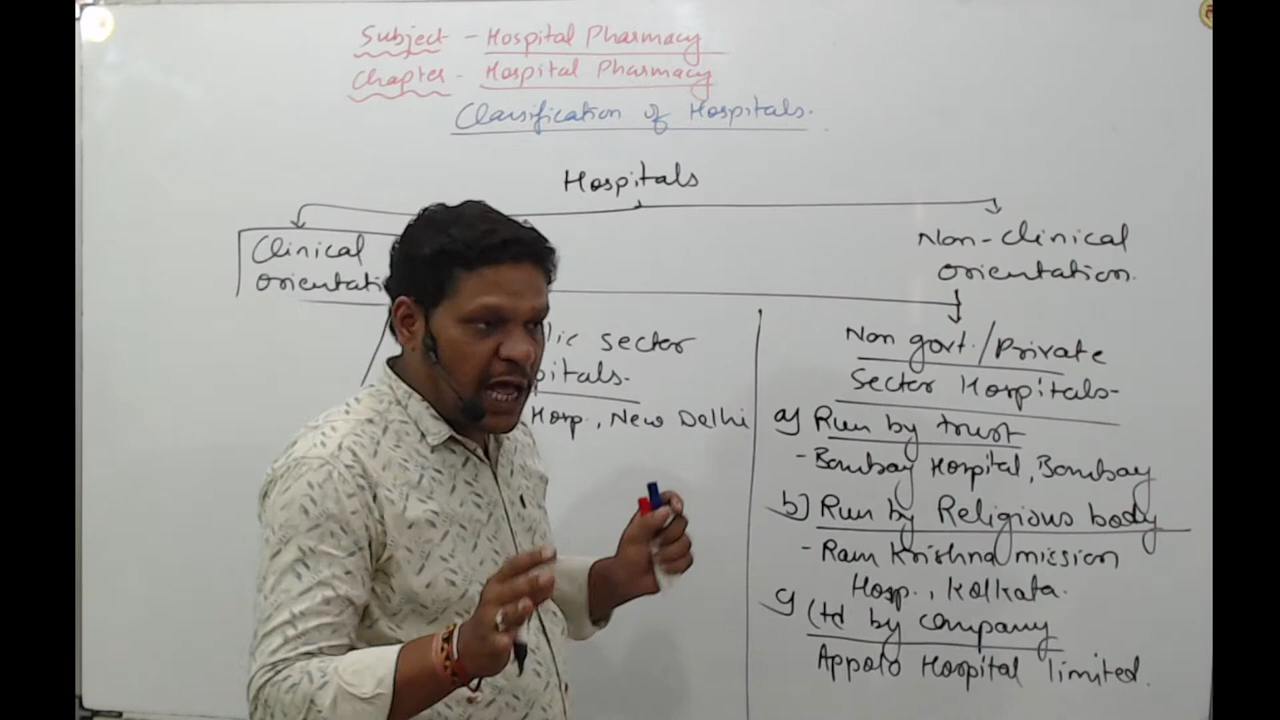 Subject - Hospital Pharmacy
Chapter - Hospital Pharmacy
Classification of Hospitals.
Hospitals
Clinical
orientati
Non-clinical
orientation.
lic sector
pitals.
Hosp., New Delhi
Non govt./Private
Sector Hospitals-
a) Run by trust
- Bombay Hospital, Bombay
b) Run by Religious body
- Ram Krishna mission
Hosp., Kolkata.
c) Ltd by company
Appolo Hospital limited.